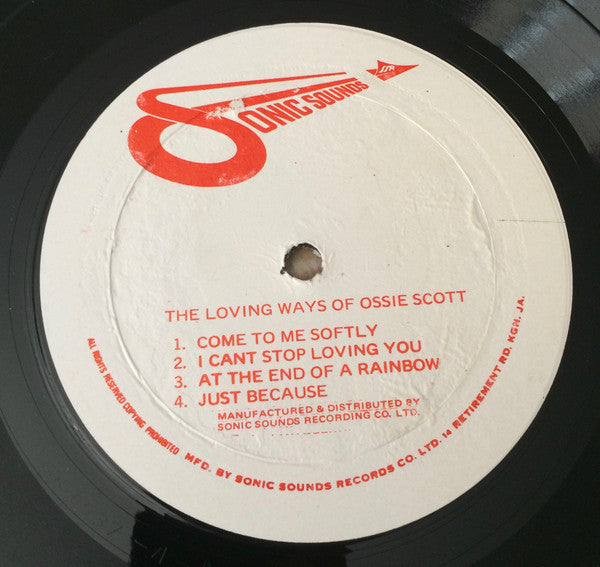 SONIC SOUNDS
SSR
THE LOVING WAYS OF OSSIE SCOTT
1. COME TO ME SOFTLY
2. I CANT STOP LOVING YOU
3. AT THE END OF A RAINBOW
4. JUST BECAUSE
MANUFACTURED & DISTRIBUTED BY
SONIC SOUNDS RECORDING CO. LTD.
ALL RIGHTS RESERVED COPYING PROHIBITED MFD. BY SONIC SOUNDS RECORDS CO. LTD. 14 RETIREMENT RD. KGN. JA.